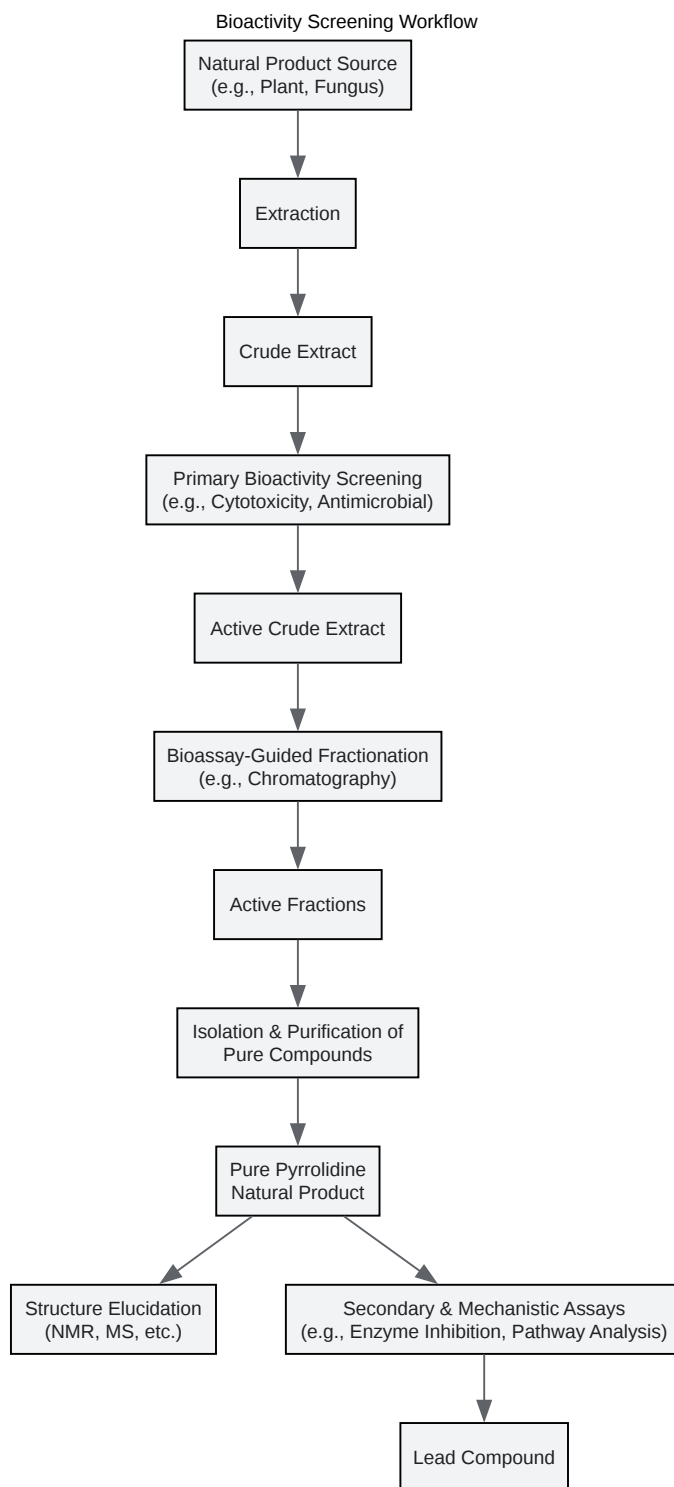 Bioactivity Screening Workflow
Natural Product Source
(e.g., Plant, Fungus)
Extraction
Crude Extract
Primary Bioactivity Screening
(e.g., Cytotoxicity, Antimicrobial)
Active Crude Extract
Bioassay-Guided Fractionation
(e.g., Chromatography)
Active Fractions
Isolation & Purification of
Pure Compounds
Pure Pyrrolidine
Natural Product
Structure Elucidation
(NMR, MS, etc.)
Secondary & Mechanistic Assays
(e.g., Enzyme Inhibition, Pathway Analysis)
Lead Compound